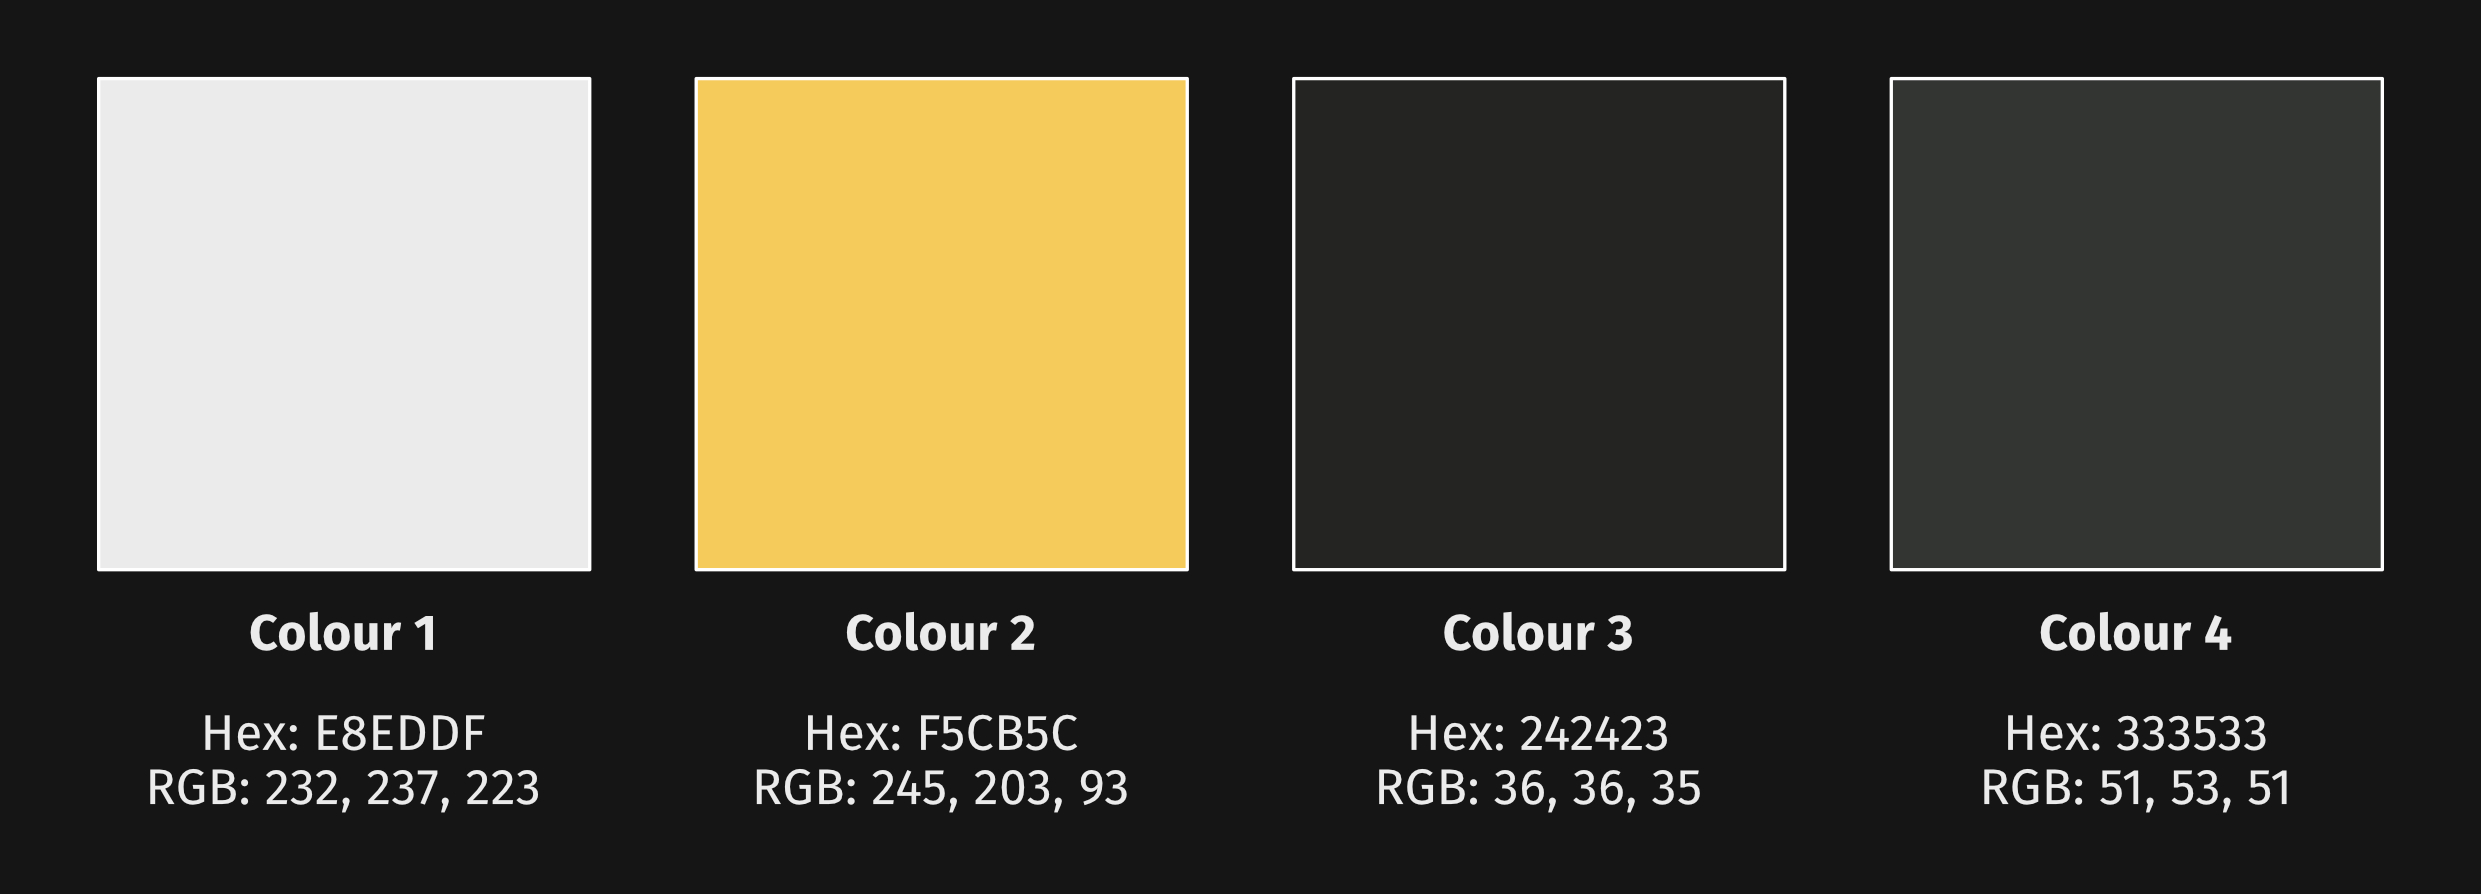 Colour 1
Hex: E8EDDF
RGB: 232, 237, 223
Colour 2
Hex: F5CB5C
RGB: 245, 203, 93
Colour 3
Hex: 242423
RGB: 36, 36, 35
Colour 4
Hex: 333533
RGB: 51, 53, 51